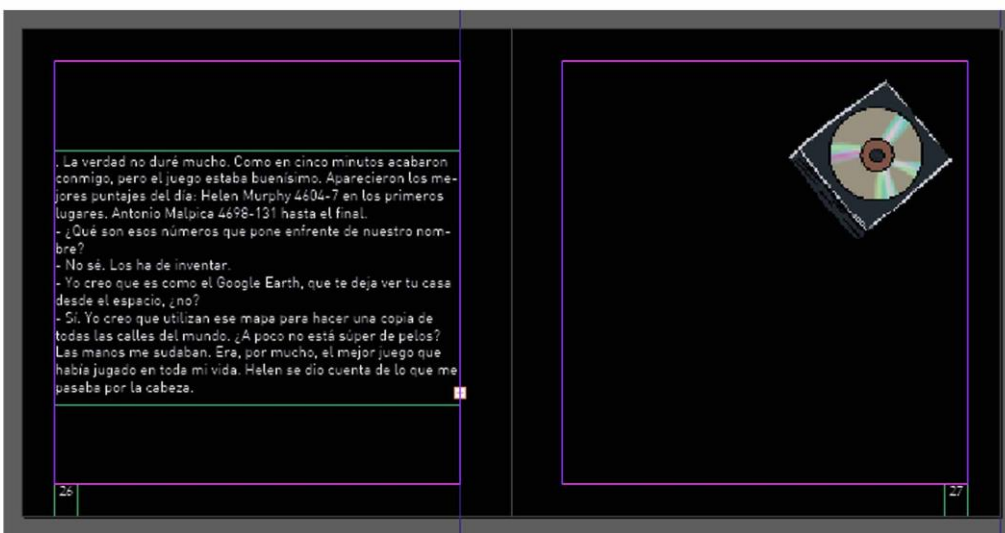 . La verdad no duré mucho. Como en cinco minutos acabaron
conmigo, pero el juego estaba buenísimo. Aparecieron los me-
jores puntajes del día: Helen Murphy 4604-7 en los primeros
lugares. Antonio Malpica 4698-131 hasta el final.
- ¿Qué son esos números que pone enfrente de nuestro nom-
bre?
- No sé. Los ha de inventar.
- Yo creo que es como el Google Earth, que te deja ver tu casa
desde el espacio, ¿no?
- Sí. Yo creo que utilizan ese mapa para hacer una copia de
todas las calles del mundo. ¿A poco no está súper de pelos?
Las manos me sudaban. Era, por mucho, el mejor juego que
había jugado en toda mi vida. Helen se dio cuenta de lo que me
pasaba por la cabeza.
26
27